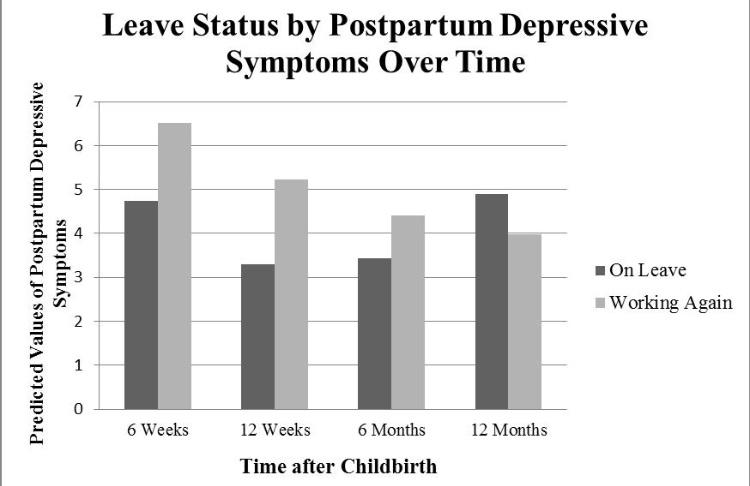 Leave Status by Postpartum Depressive
Symptoms Over Time
Predicted Values of Postpartum Depressive
Symptoms
7
6
5
4
3
2
1
0
6 Weeks
12 Weeks
6 Months
12 Months
Time after Childbirth
On Leave
Working Again